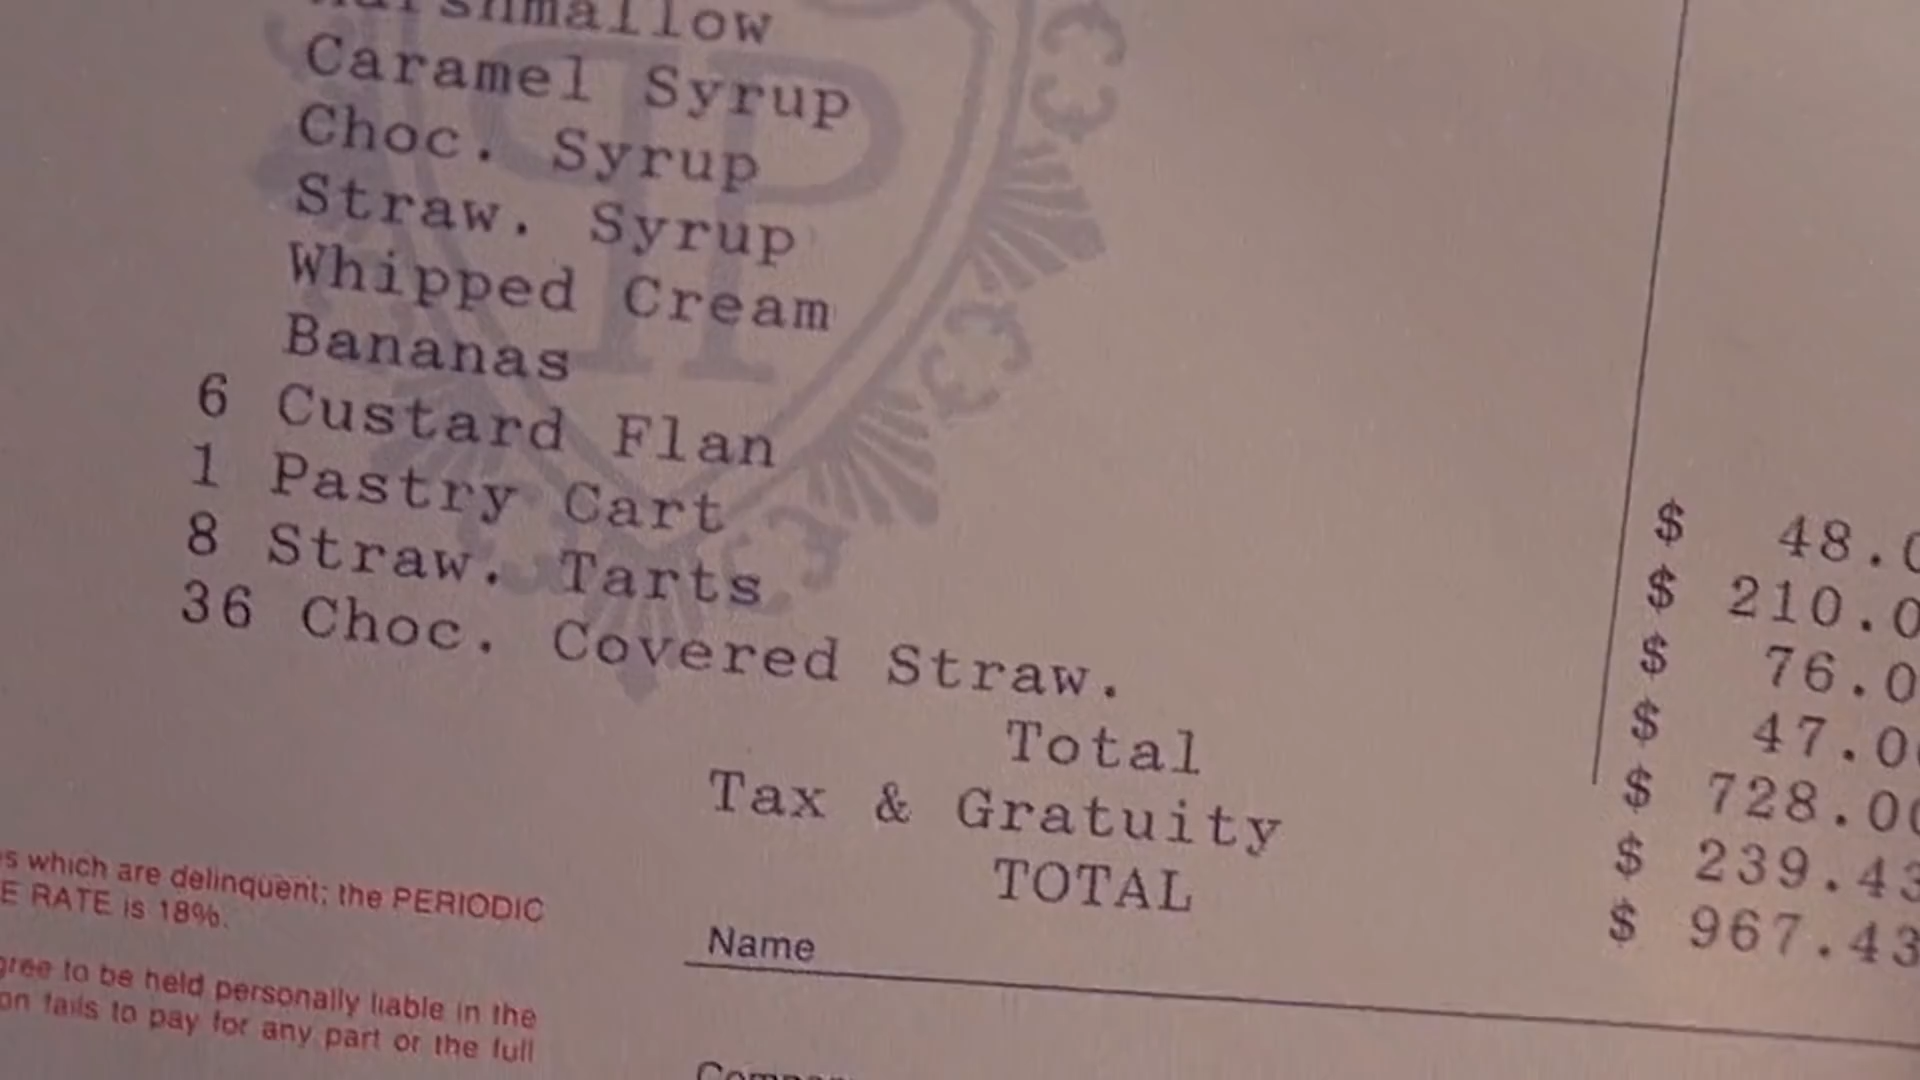 Marshmallow
Caramel Syrup
Choc. Syrup
Straw. Syrup
Whipped Cream
Bananas
6 Custard Flan $ 48.0
1 Pastry Cart $ 210.0
8 Straw. Tarts $ 76.0
36 Choc. Covered Straw. $ 47.00
Total $ 728.00
Tax & Gratuity $ 239.43
TOTAL $ 967.43
s which are delinquent; the PERIODIC
E RATE is 18%.
gree to be held personally liable in the
on fails to pay for any part or the full
Name